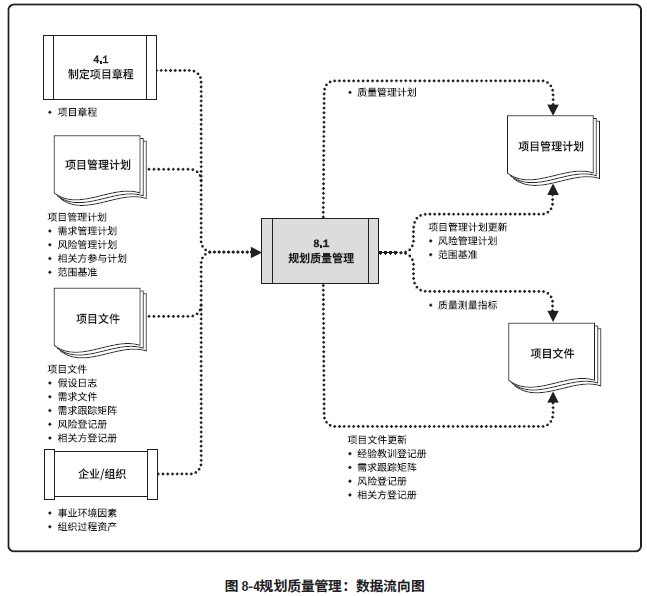 4.1
制定项目章程
• 项目章程
项目管理计划
项目管理计划
• 需求管理计划
• 风险管理计划
• 相关方参与计划
• 范围基准
项目文件
项目文件
• 假设日志
• 需求文件
• 需求跟踪矩阵
• 风险登记册
• 相关方登记册
企业/组织
• 事业环境因素
• 组织过程资产
8.1
规划质量管理
• 质量管理计划
项目管理计划
项目管理计划更新
• 风险管理计划
• 范围基准
• 质量测量指标
项目文件
项目文件更新
• 经验教训登记册
• 需求跟踪矩阵
• 风险登记册
• 相关方登记册
图 8-4规划质量管理：数据流向图